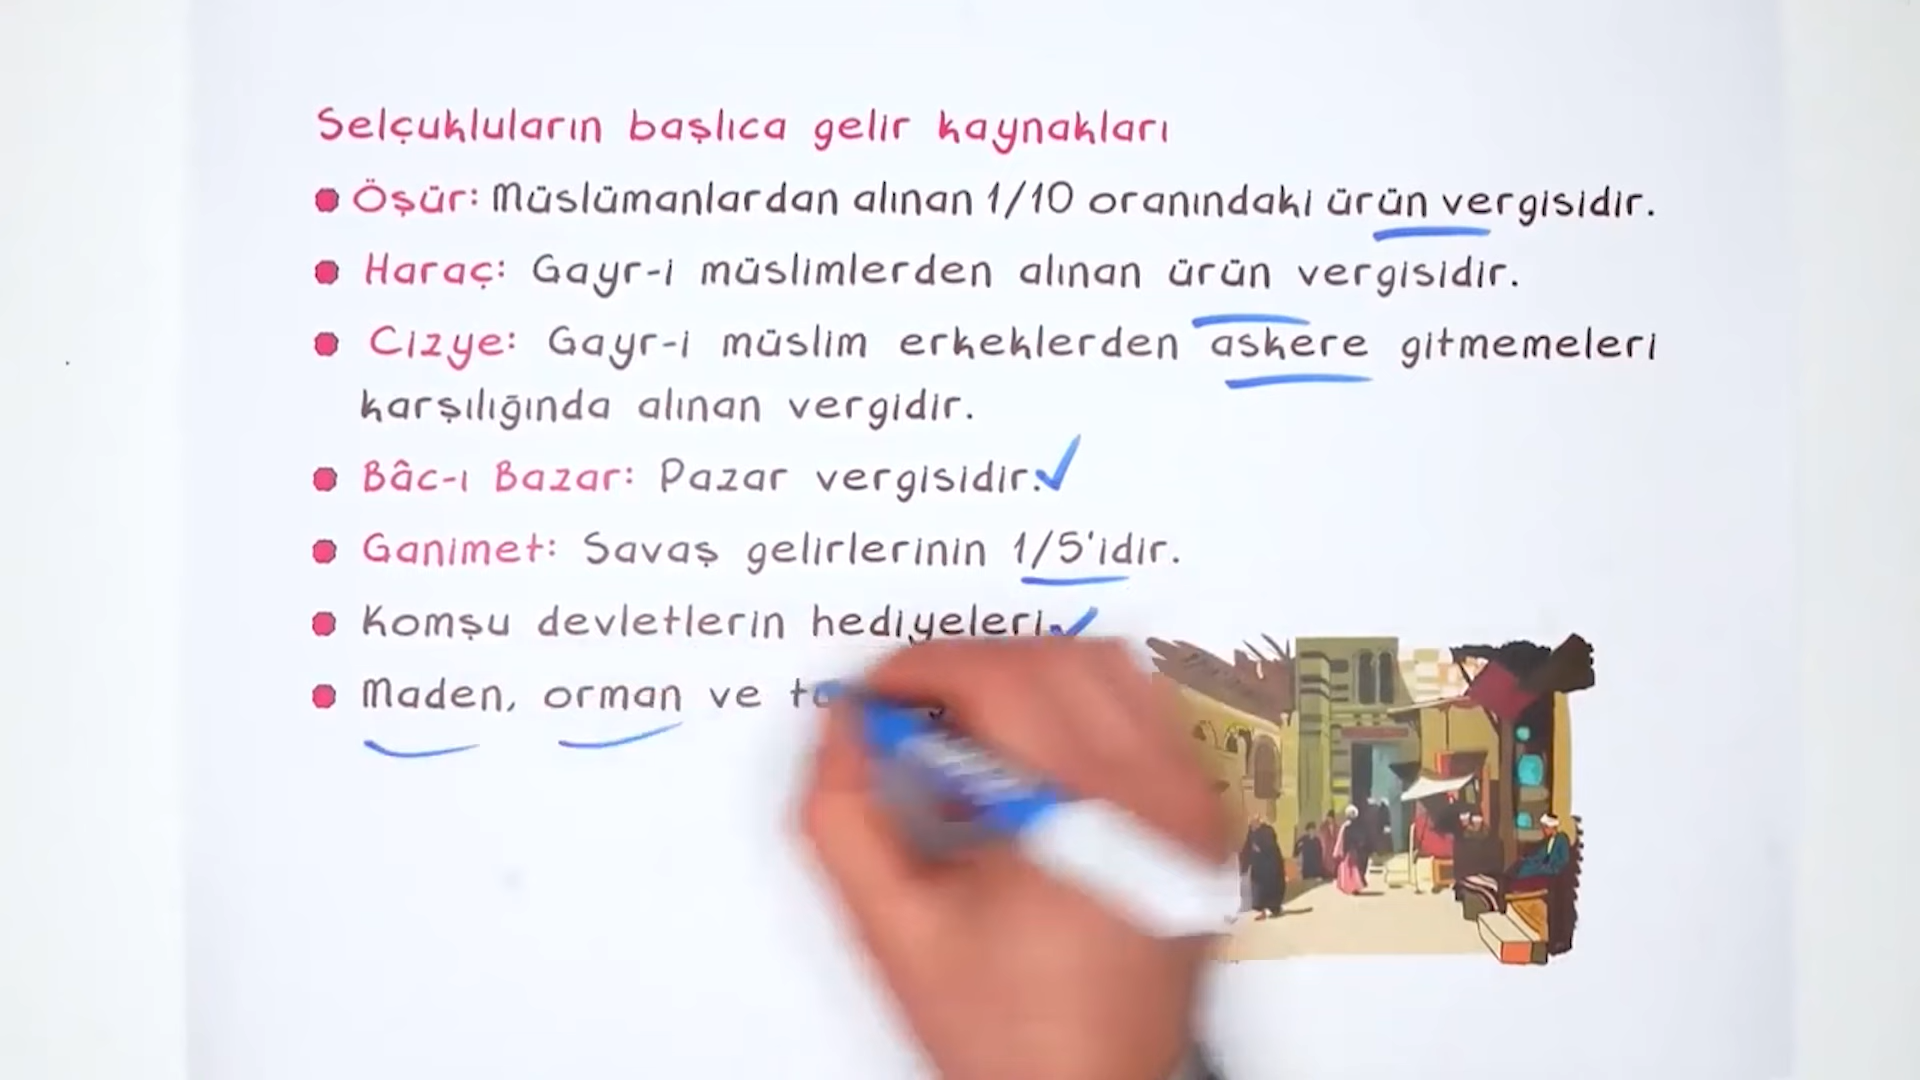 Selçukluların başlıca gelir kaynakları
Öşür: Müslümanlardan alınan 1/10 oranındaki ürün vergisidir.
Haraç: Gayr-i müslimlerden alınan ürün vergisidir.
Cizye: Gayr-i müslim erkeklerden askere gitmemeleri
karşılığında alınan vergidir.
Bâc-ı Bazar: Pazar vergisidir.
Ganimet: Savaş gelirlerinin 1/5'idir.
Komşu devletlerin hediyeleri
Maden, orman ve